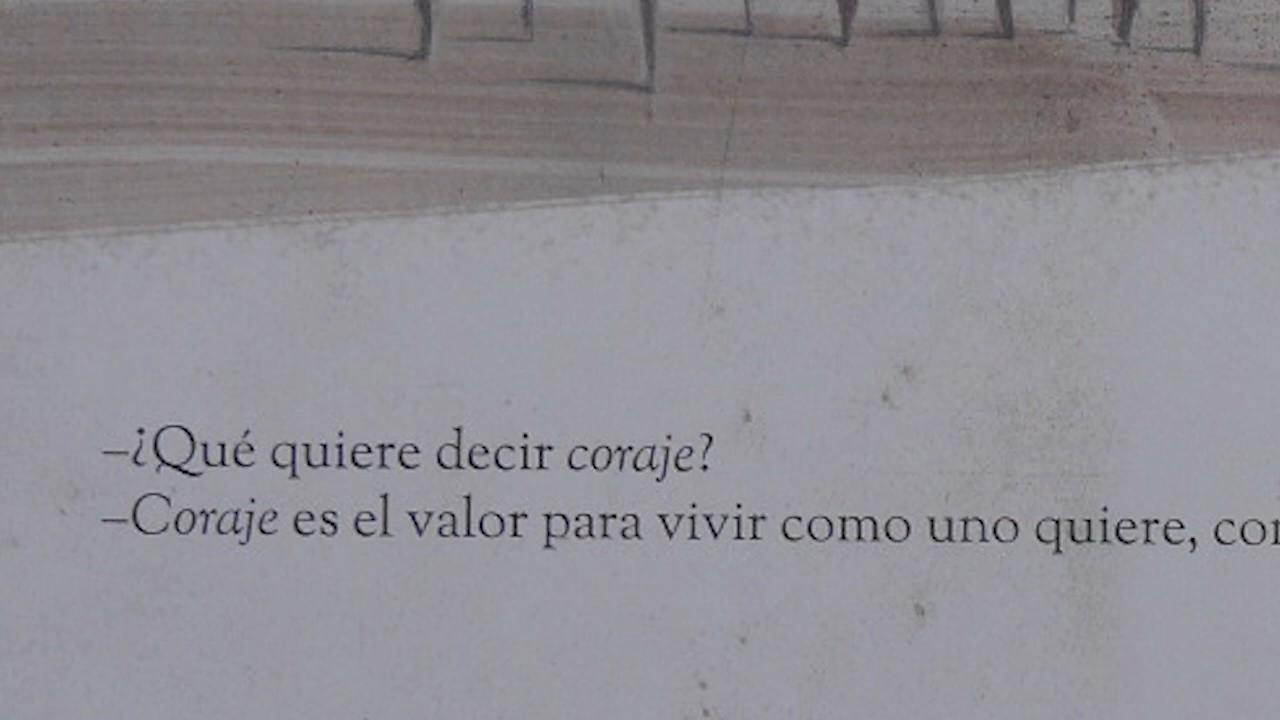 –¿Qué quiere decir coraje?
–Coraje es el valor para vivir como uno quiere,